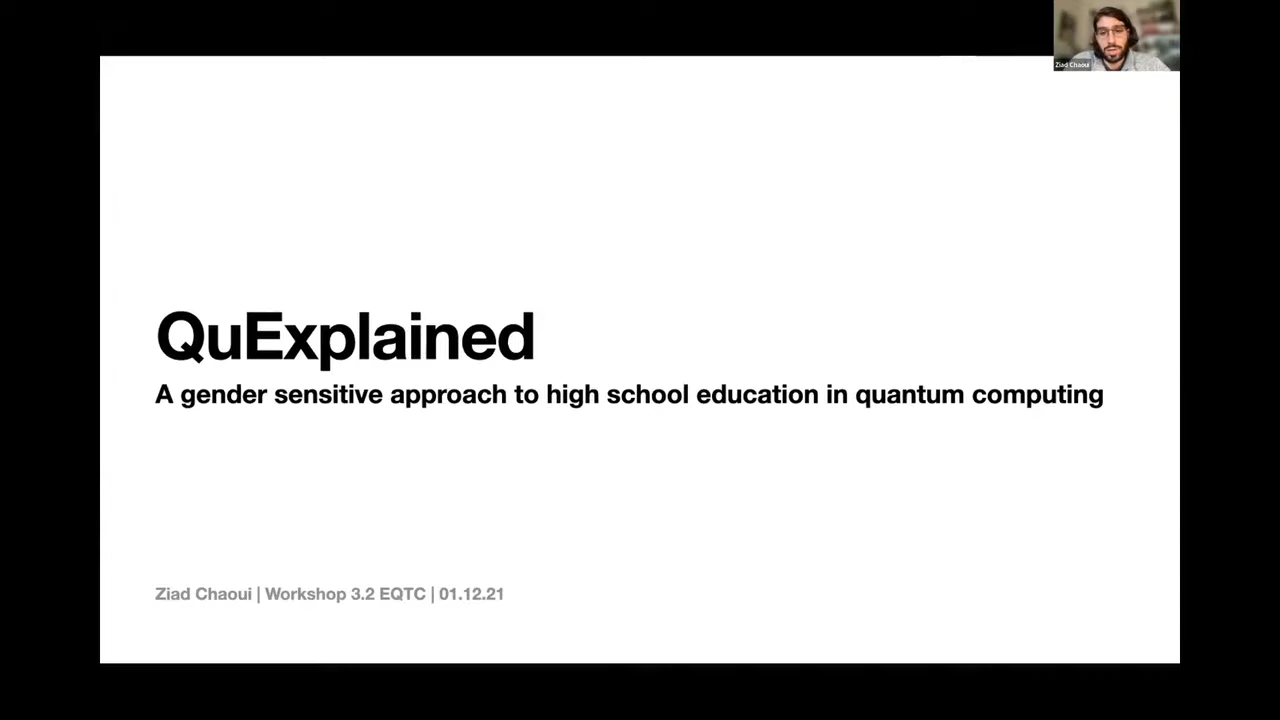 Ziad Chaoui
QuExplained
A gender sensitive approach to high school education in quantum computing
Ziad Chaoui | Workshop 3.2 EQTC | 01.12.21